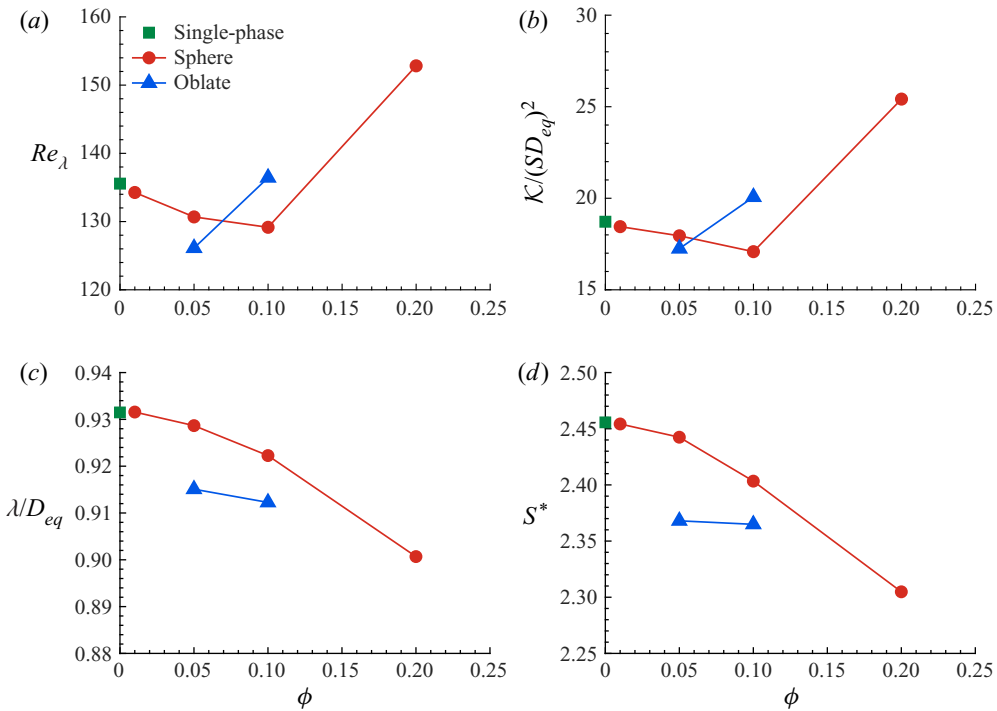 (a)
160
150
140
130
120
Re_λ
Single-phase
Sphere
Oblate
0 0.05 0.10 0.15 0.20 0.25
(b)
30
25
20
15
𝒦/(SD_eq)^2
0 0.05 0.10 0.15 0.20 0.25
(c)
0.94
0.93
0.92
0.91
0.90
0.89
0.88
λ/D_eq
0 0.05 0.10 0.15 0.20 0.25
ϕ
(d)
2.50
2.45
2.40
2.35
2.30
2.25
S*
0 0.05 0.10 0.15 0.20 0.25
ϕ